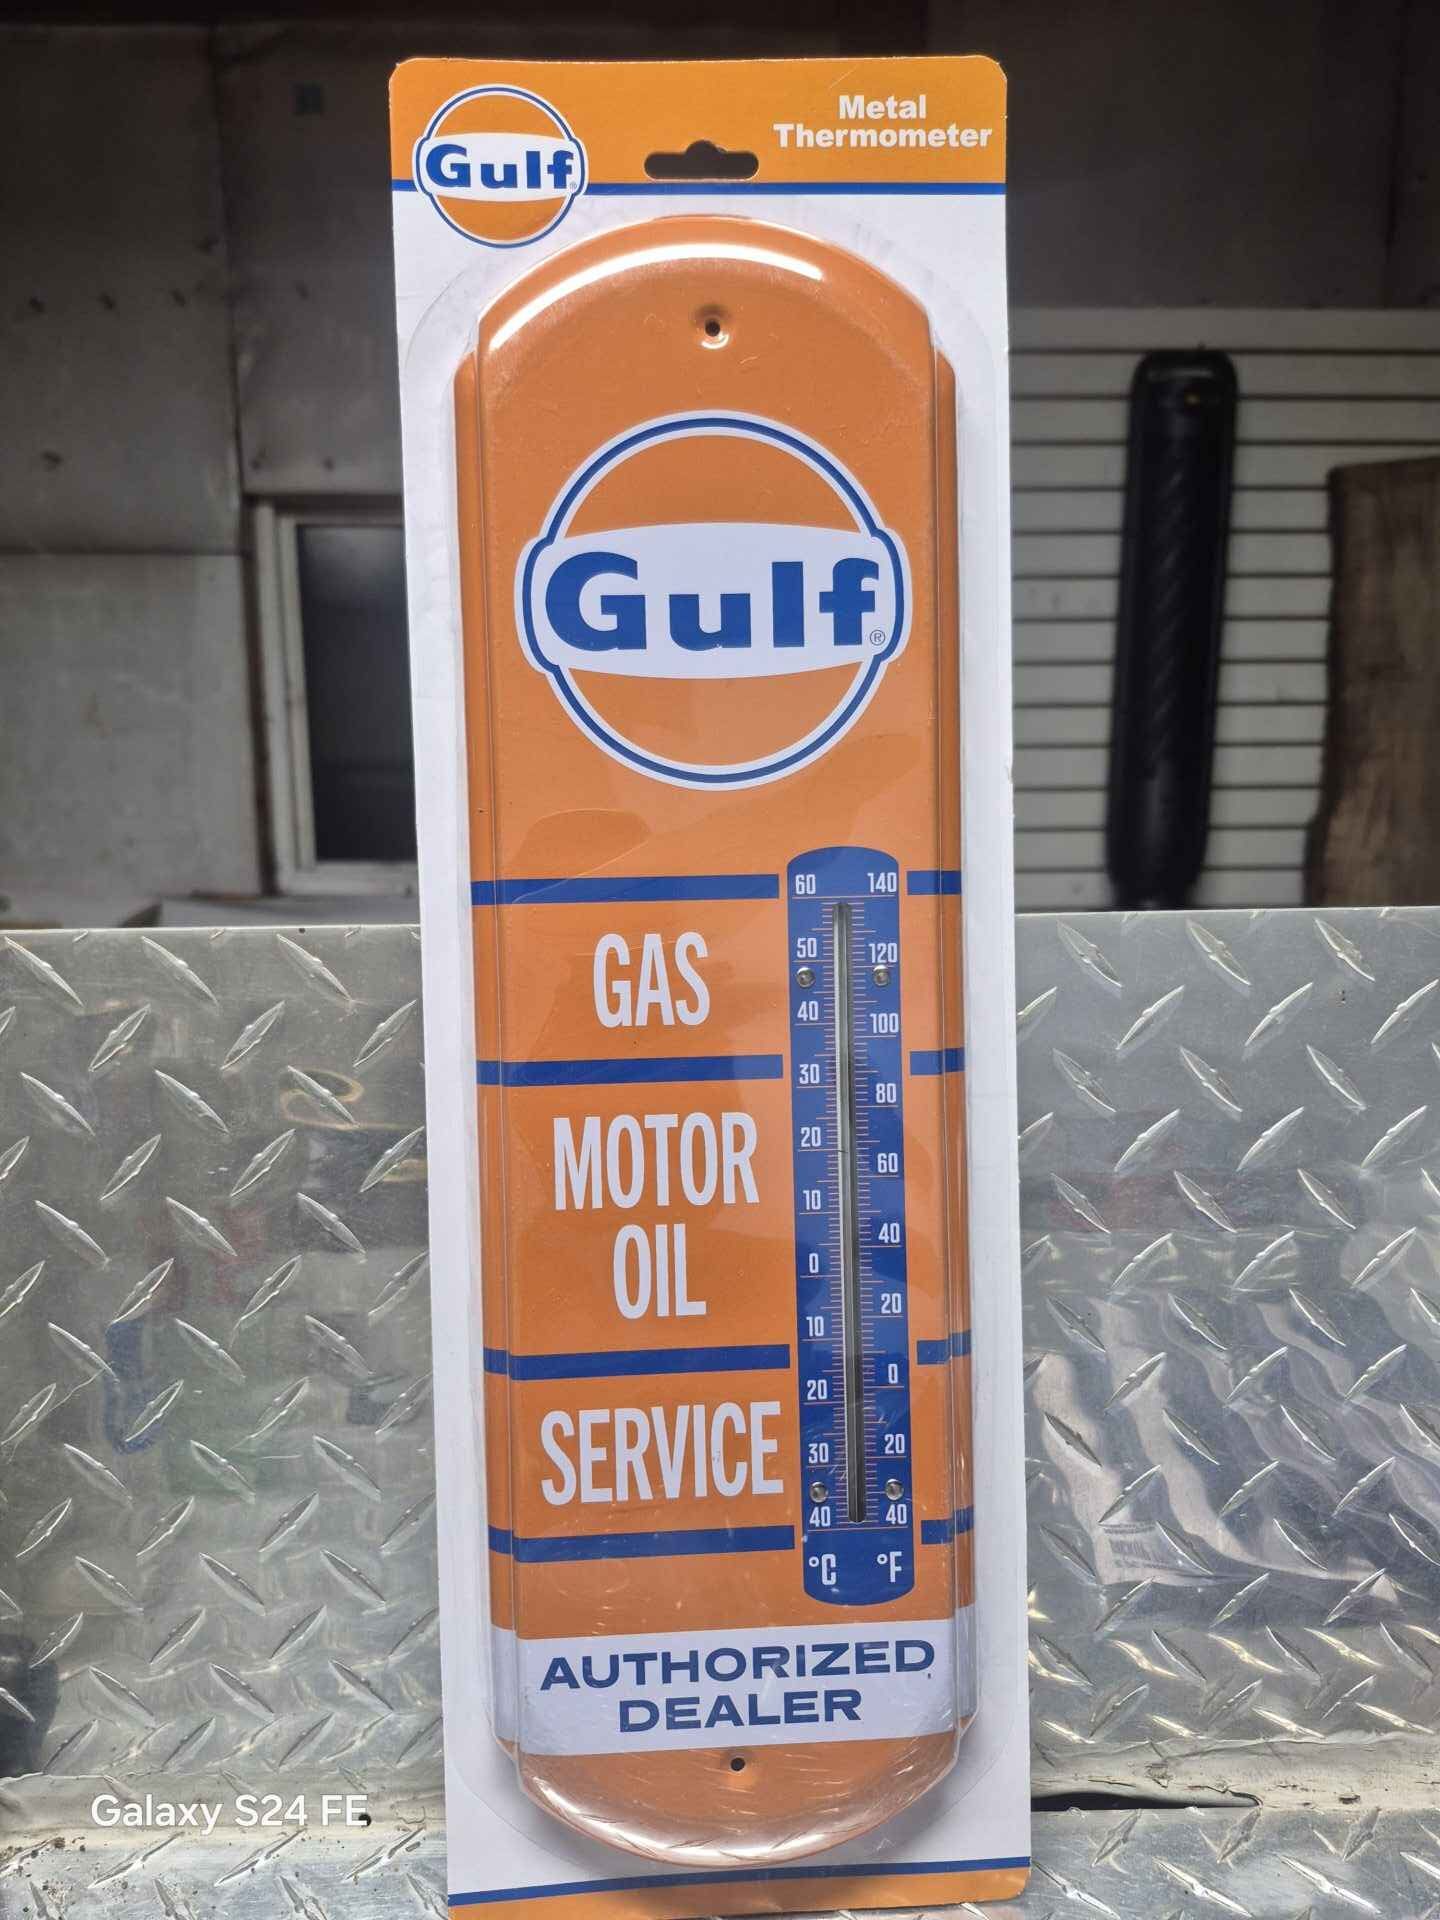 Gulf®
Metal
Thermometer
Gulf®
60 140
50 120
GAS
40 100
30 80
MOTOR
20 60
10 40
OIL
0 20
10 0
20
SERVICE
30 20
40 40
°C °F
AUTHORIZED
DEALER
Galaxy S24 FE